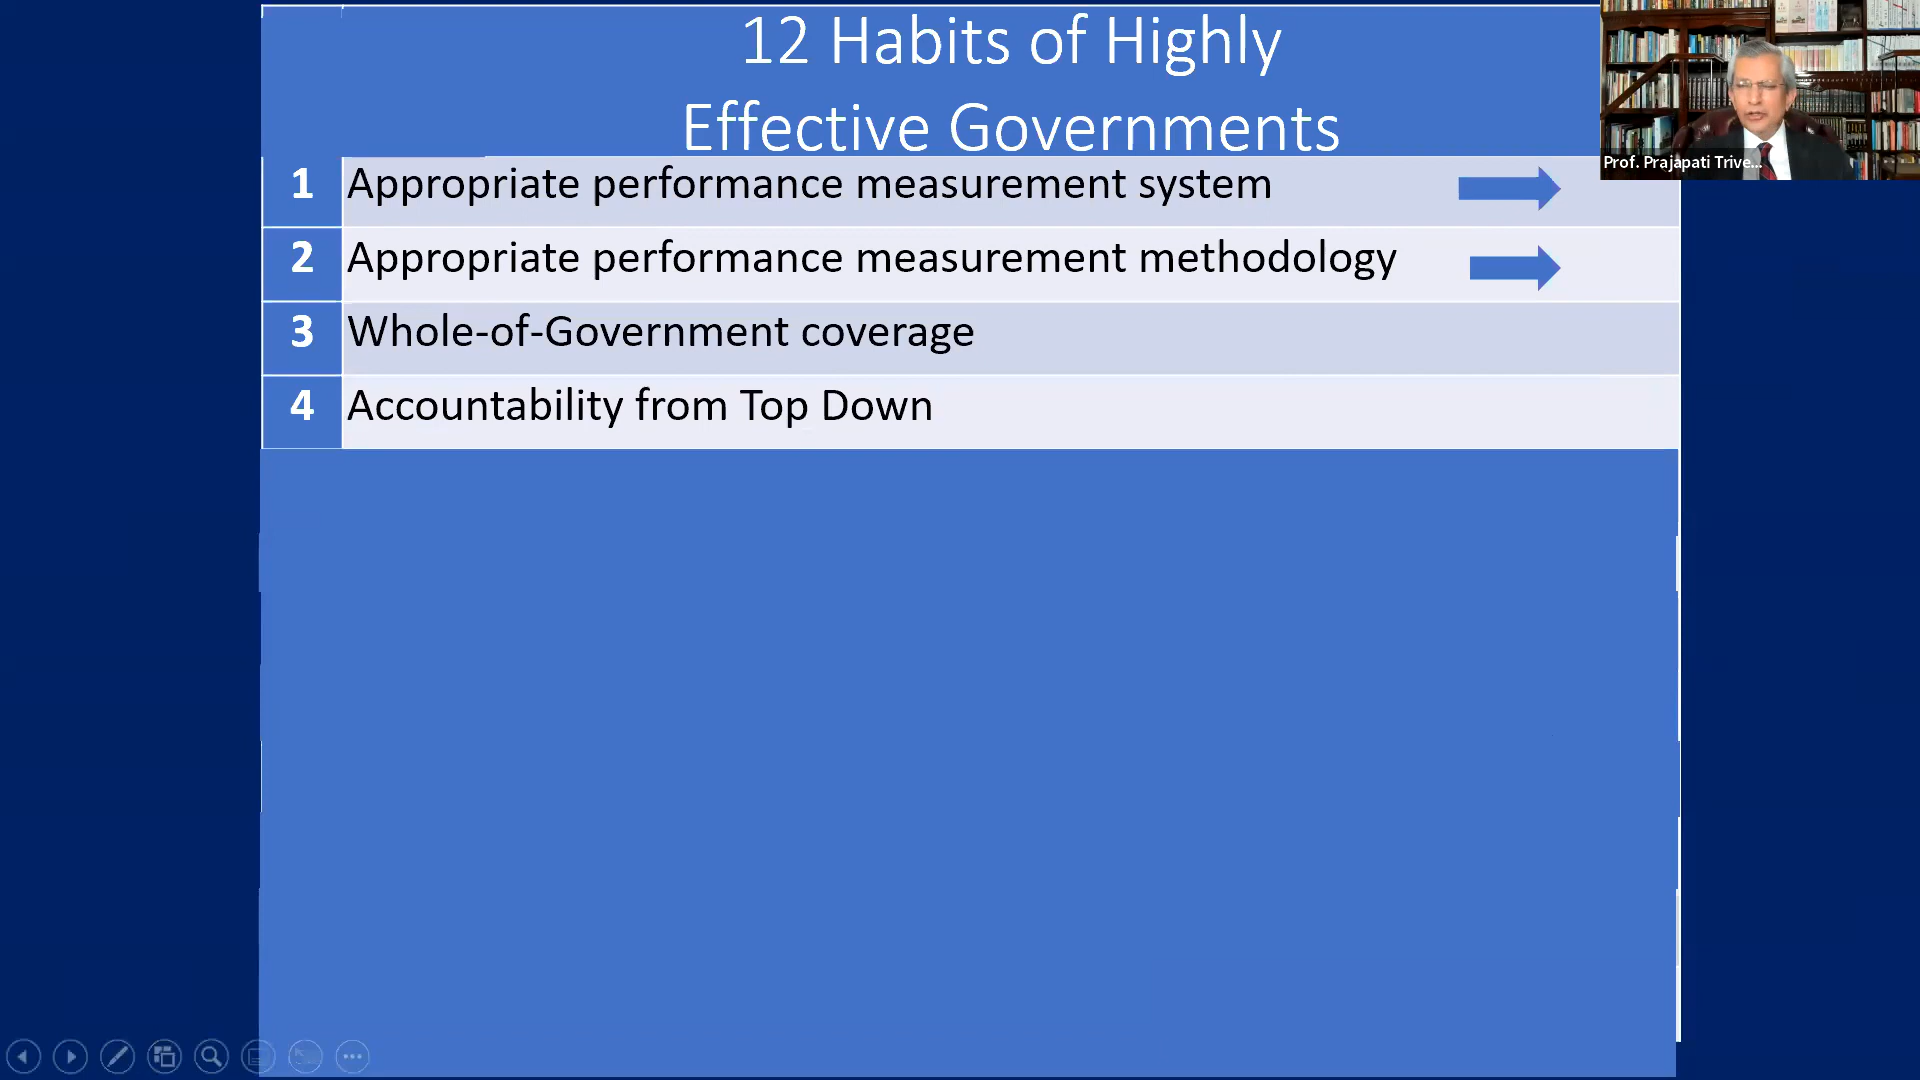 12 Habits of Highly
Effective Governments
1 Appropriate performance measurement system
2 Appropriate performance measurement methodology
3 Whole-of-Government coverage
4 Accountability from Top Down
Prof. Prajapati Trive...